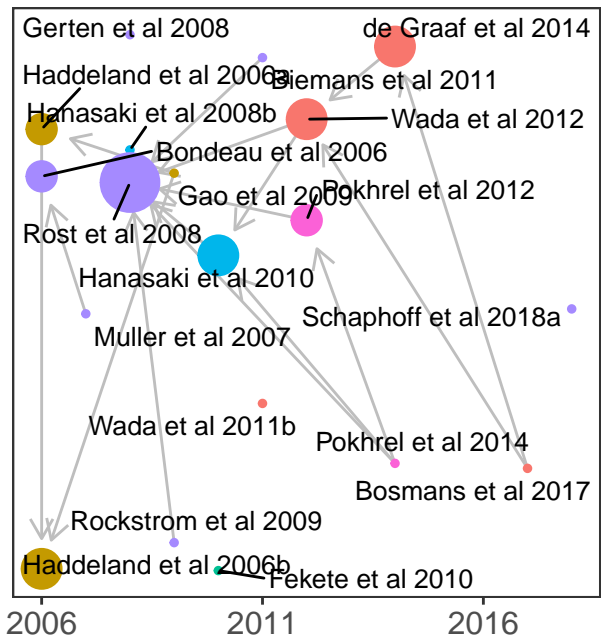 Gerten et al 2008
de Graaf et al 2014
Haddeland et al 2006a
Biemans et al 2011
Hanasaki et al 2008b
Wada et al 2012
Bondeau et al 2006
Gao et al 2009
Pokhrel et al 2012
Rost et al 2008
Hanasaki et al 2010
Schaphoff et al 2018a
Muller et al 2007
Wada et al 2011b
Pokhrel et al 2014
Bosmans et al 2017
Rockstrom et al 2009
Haddeland et al 2006b
Fekete et al 2010
2006
2011
2016